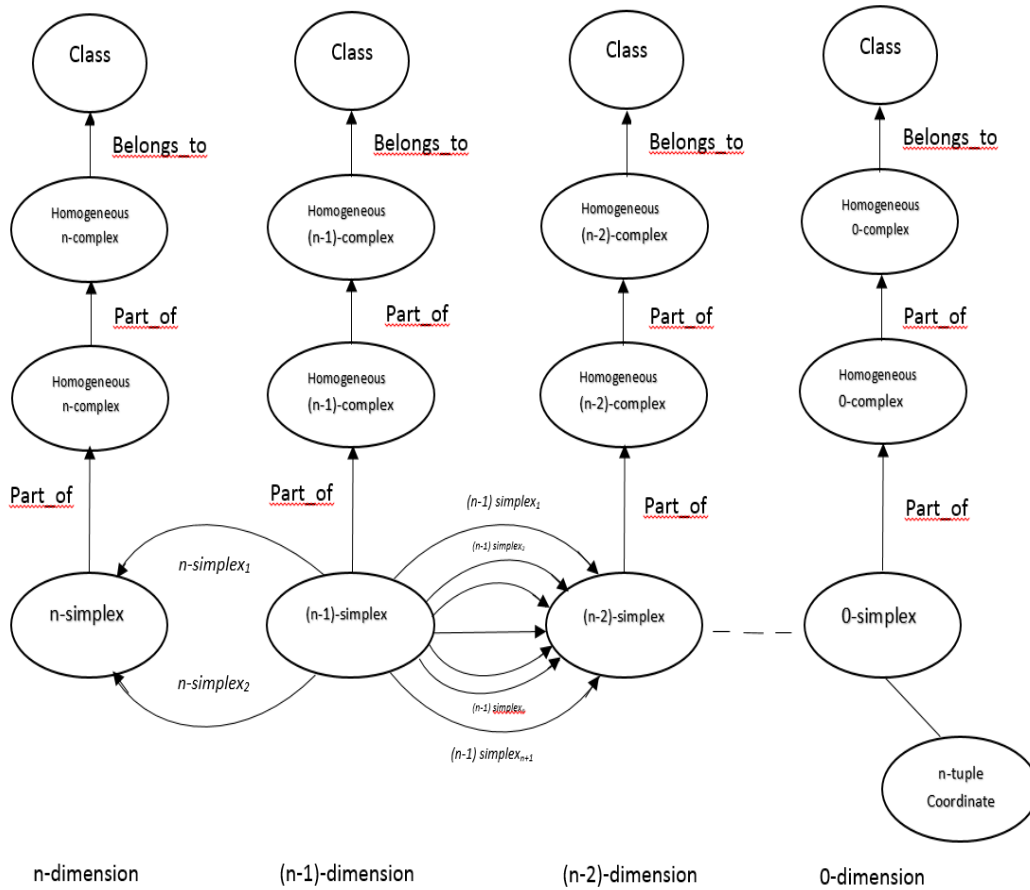 Class
Class
Class
Class
Belongs_to
Belongs_to
Belongs_to
Belongs_to
Homogeneous
n-complex
Homogeneous
(n-1)-complex
Homogeneous
(n-2)-complex
Homogeneous
0-complex
Part_of
Part_of
Part_of
Part_of
Homogeneous
n-complex
Homogeneous
(n-1)-complex
Homogeneous
(n-2)-complex
Homogeneous
0-complex
Part_of
Part_of
(n-1) simplex₁
Part_of
Part_of
n-simplex₁
(n-1) simplex₂
n-simplex
(n-1)-simplex
(n-2)-simplex
0-simplex
n-simplex₂
(n-1)
(n-1) simplexₙ₊₁
n-tuple
Coordinate
n-dimension
(n-1)-dimension
(n-2)-dimension
0-dimension